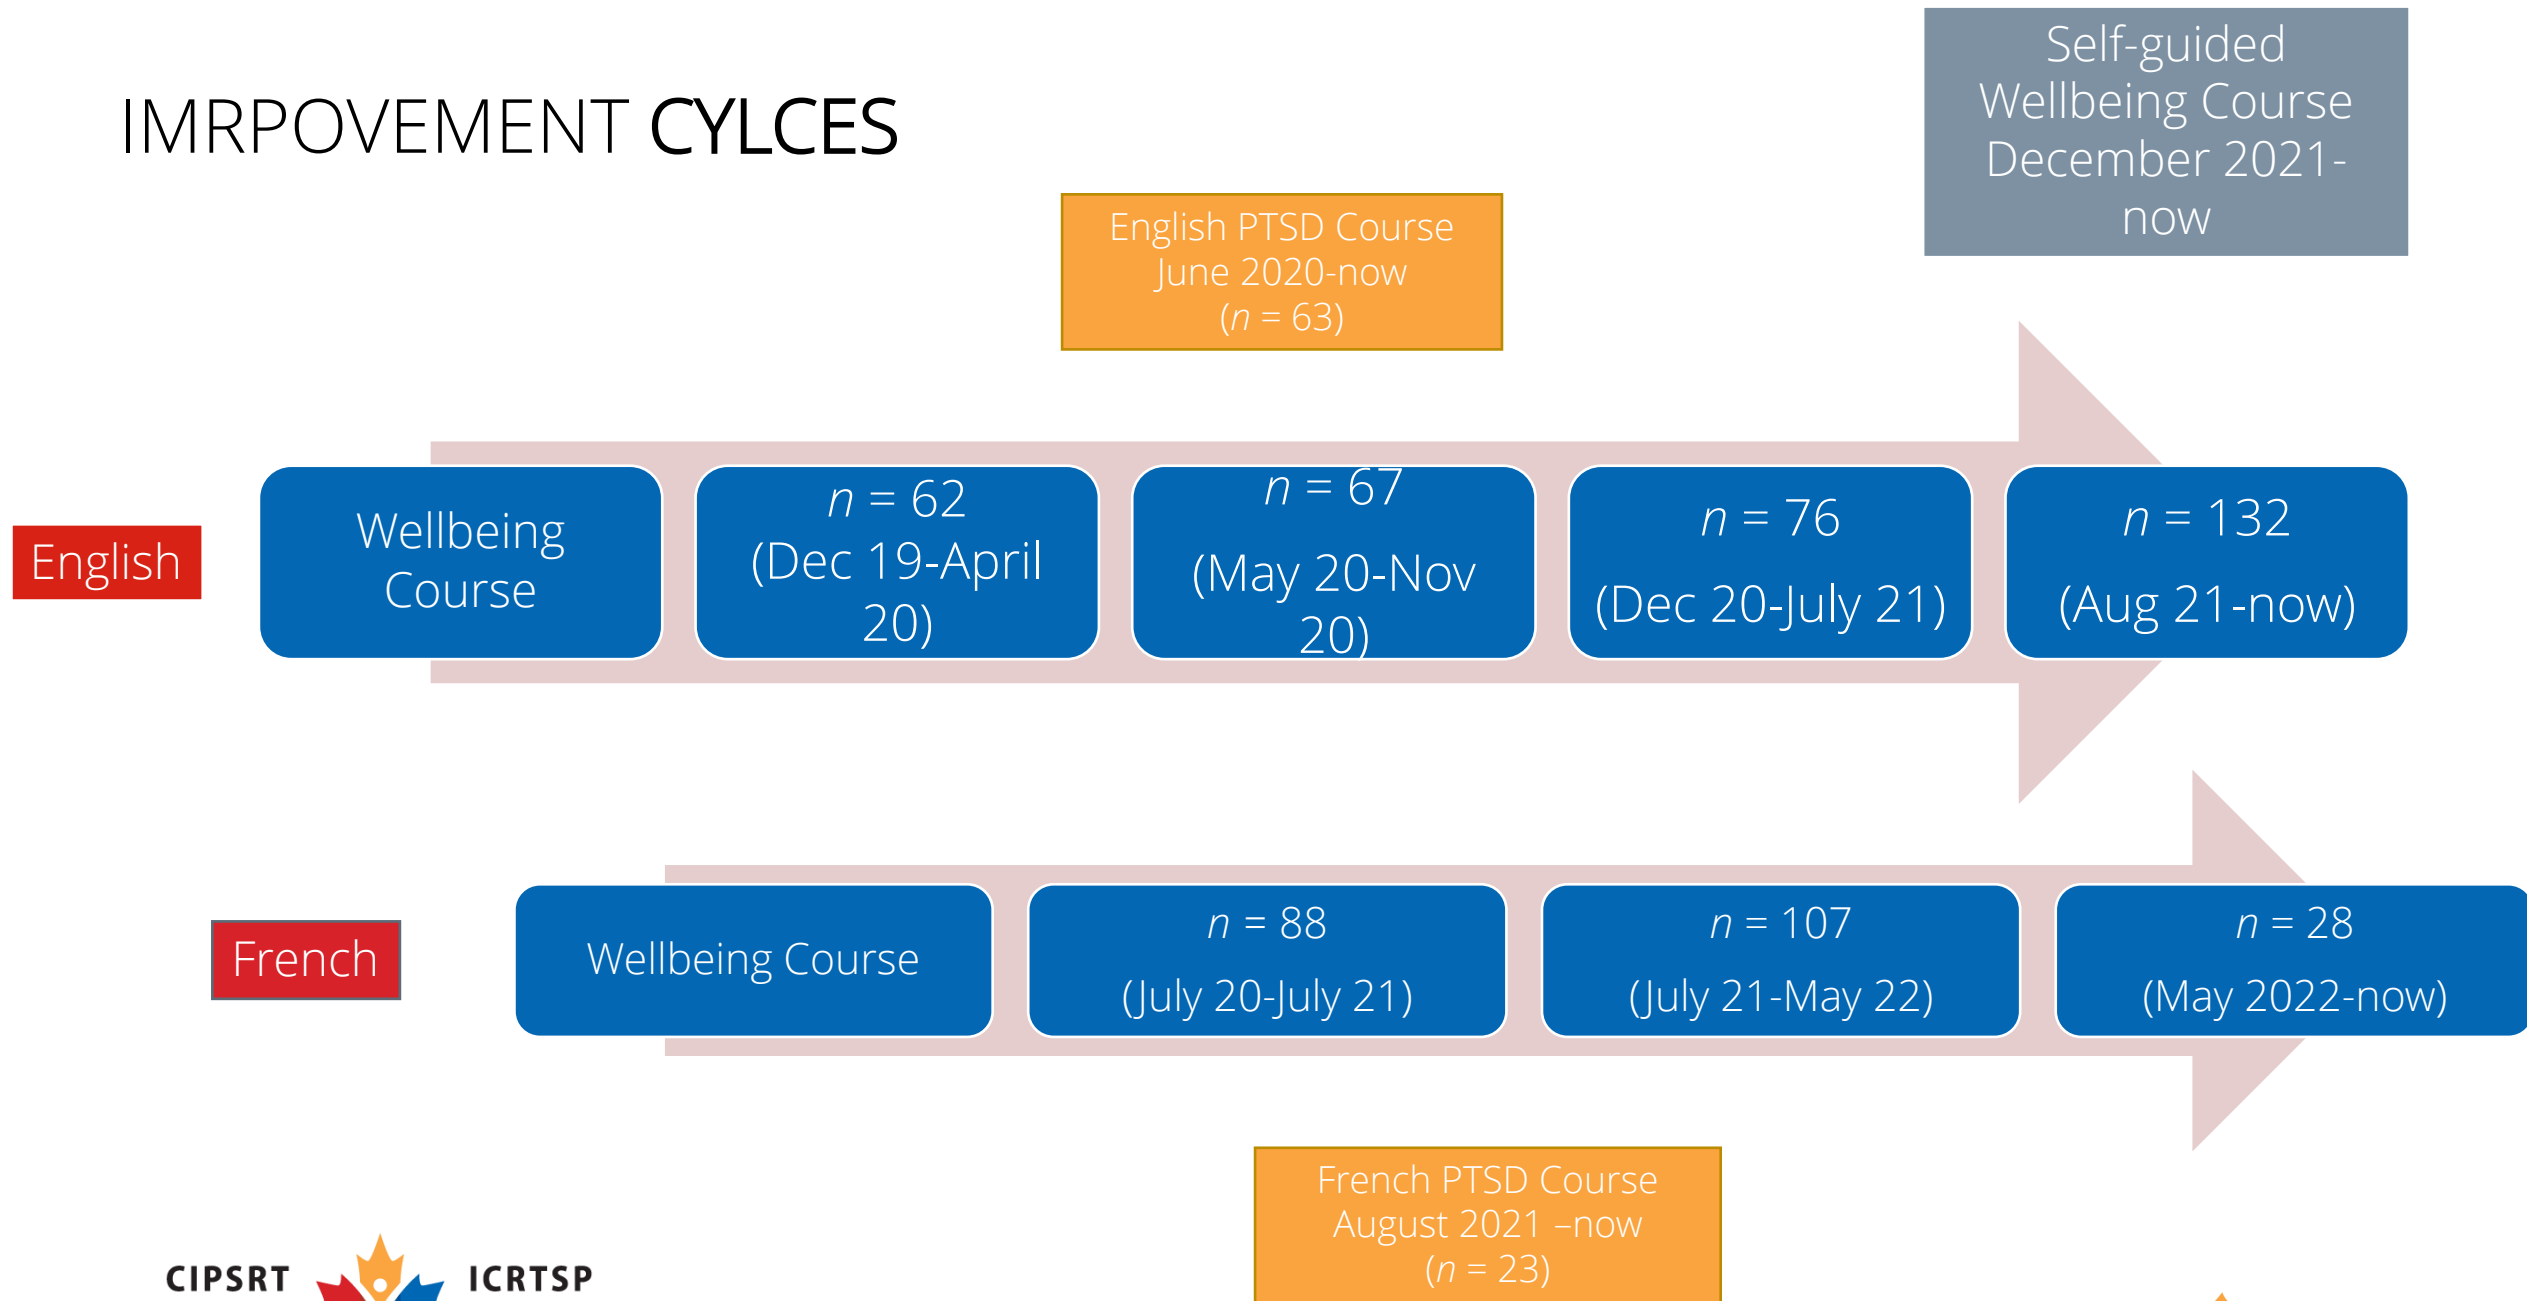 IMRPOVEMENT CYLCES
Self-guided
Wellbeing Course
December 2021-
now
English PTSD Course
June 2020-now
(n = 63)
English
Wellbeing
Course
n = 62
(Dec 19-April
20)
n = 67
(May 20-Nov
20)
n = 76
(Dec 20-July 21)
n = 132
(Aug 21-now)
French
Wellbeing Course
n = 88
(July 20-July 21)
n = 107
(July 21-May 22)
n = 28
(May 2022-now)
French PTSD Course
August 2021 –now
(n = 23)
CIPSRT ICRTSP